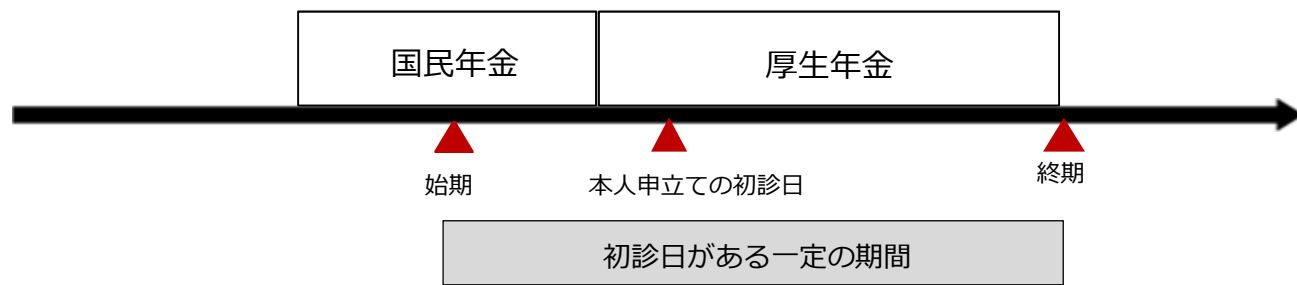 国民年金
厚生年金
始期
本人申立ての初診日
終期
初診日がある一定の期間